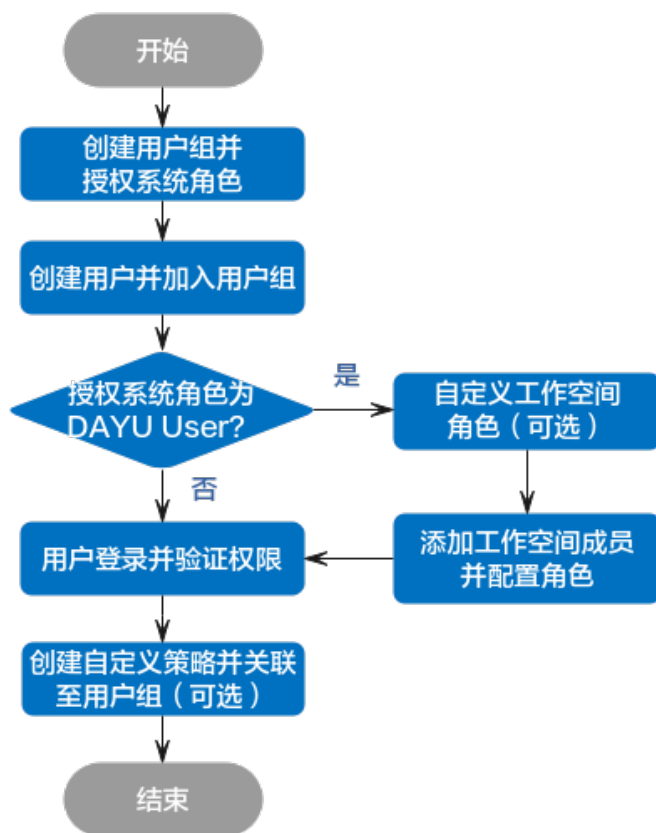 开始
创建用户组并
授权系统角色
创建用户并加入用户组
授权系统角色为
DAYU User?
是
自定义工作空间
角色（可选）
否
用户登录并验证权限
添加工作空间成员
并配置角色
创建自定义策略并关联
至用户组（可选）
结束